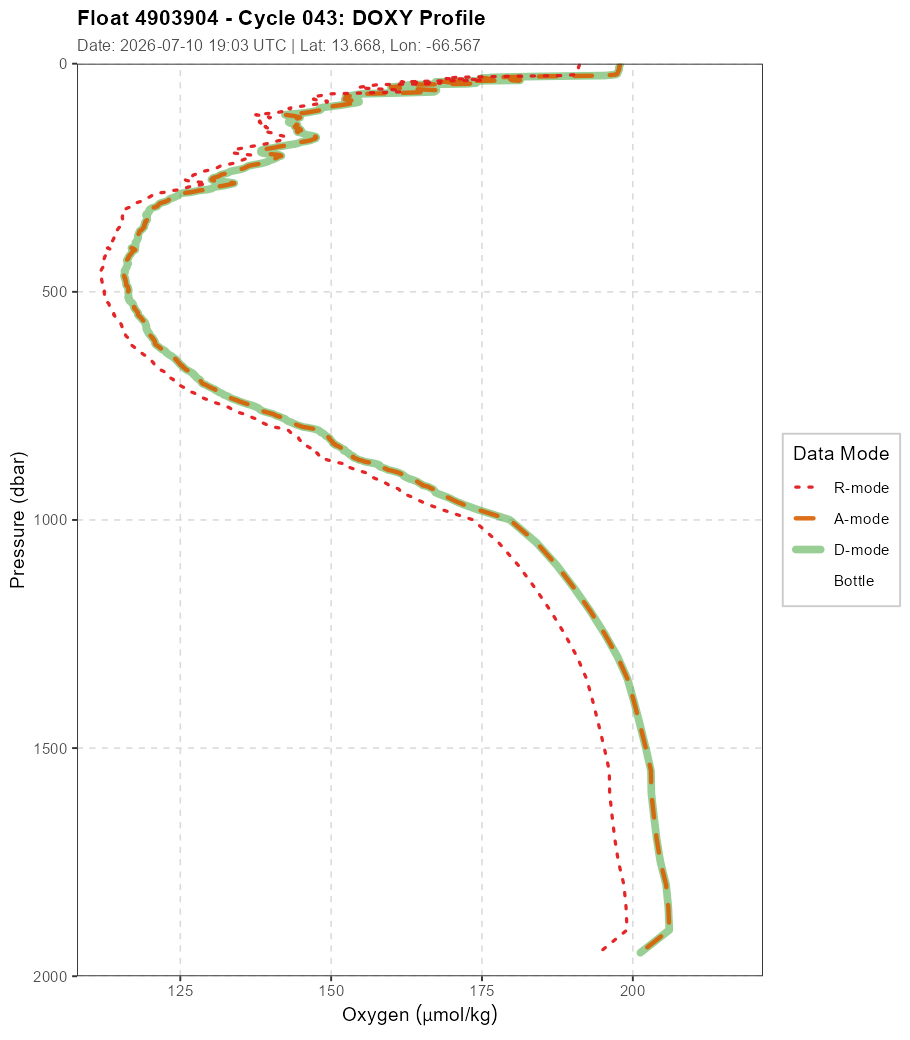 Float 4903904 - Cycle 043: DOXY Profile
Date: 2026-07-10 19:03 UTC | Lat: 13.668, Lon: -66.567
0
500
1000
1500
2000
Pressure (dbar)
125
150
175
200
Oxygen (µmol/kg)
Data Mode
R-mode
A-mode
D-mode
Bottle